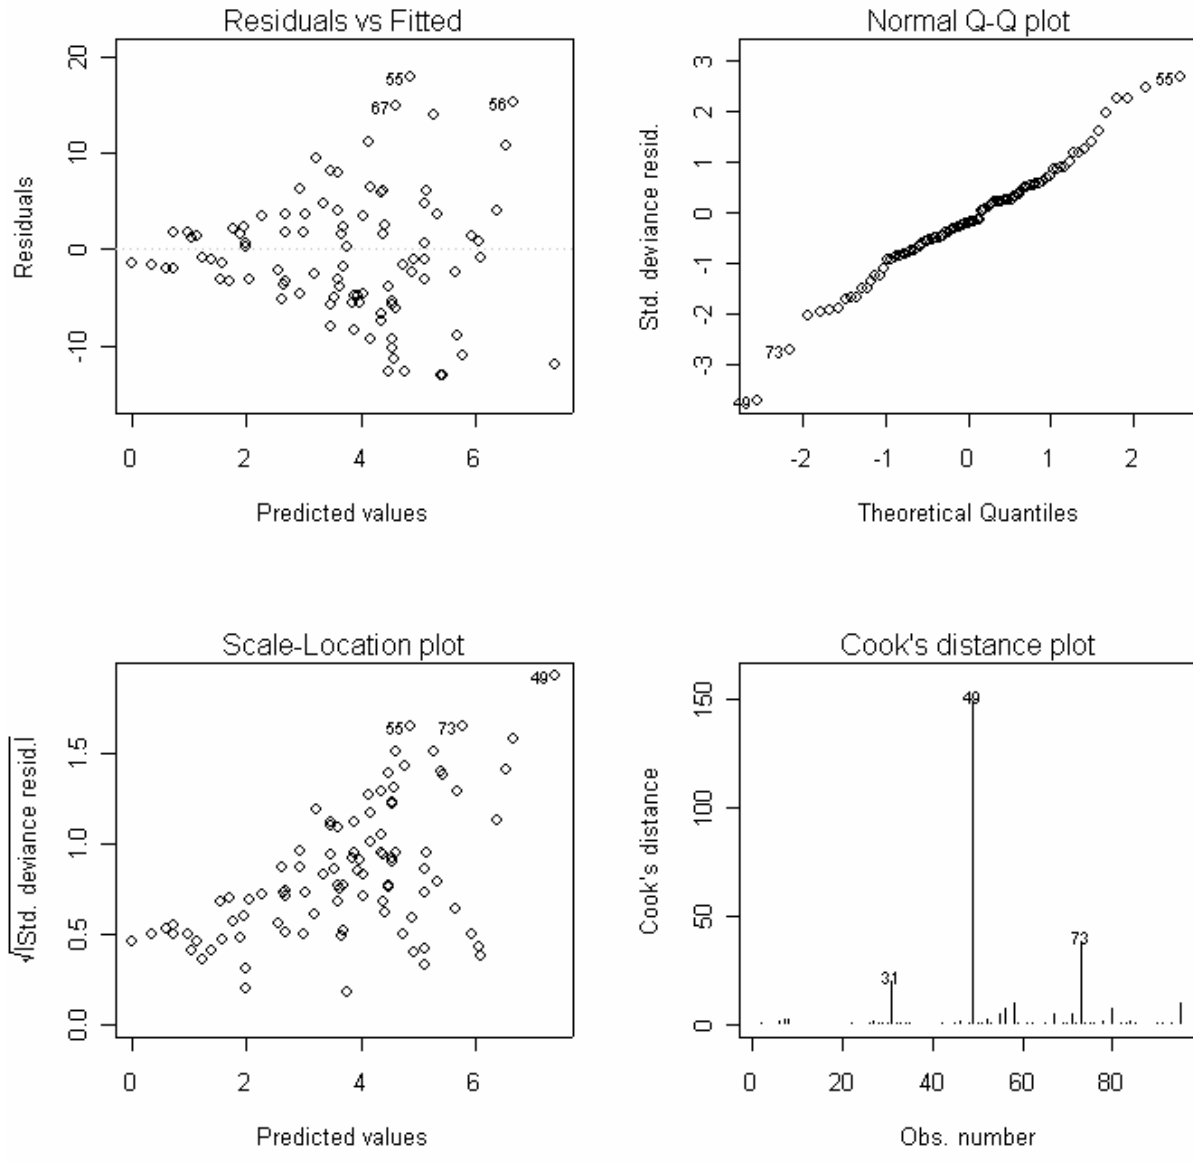 Residuals vs Fitted
Residuals
20
10
0
-10
55
67
56
0 2 4 6
Predicted values
Normal Q-Q plot
Std. deviance resid.
3
2
1
0
-1
-2
-3
55
73
49
-2 -1 0 1 2
Theoretical Quantiles
Scale-Location plot
√|Std. deviance resid.|
1.5
1.0
0.5
0.0
49
55
73
0 2 4 6
Predicted values
Cook's distance plot
Cook's distance
150
100
50
0
49
73
31
0 20 40 60 80
Obs. number